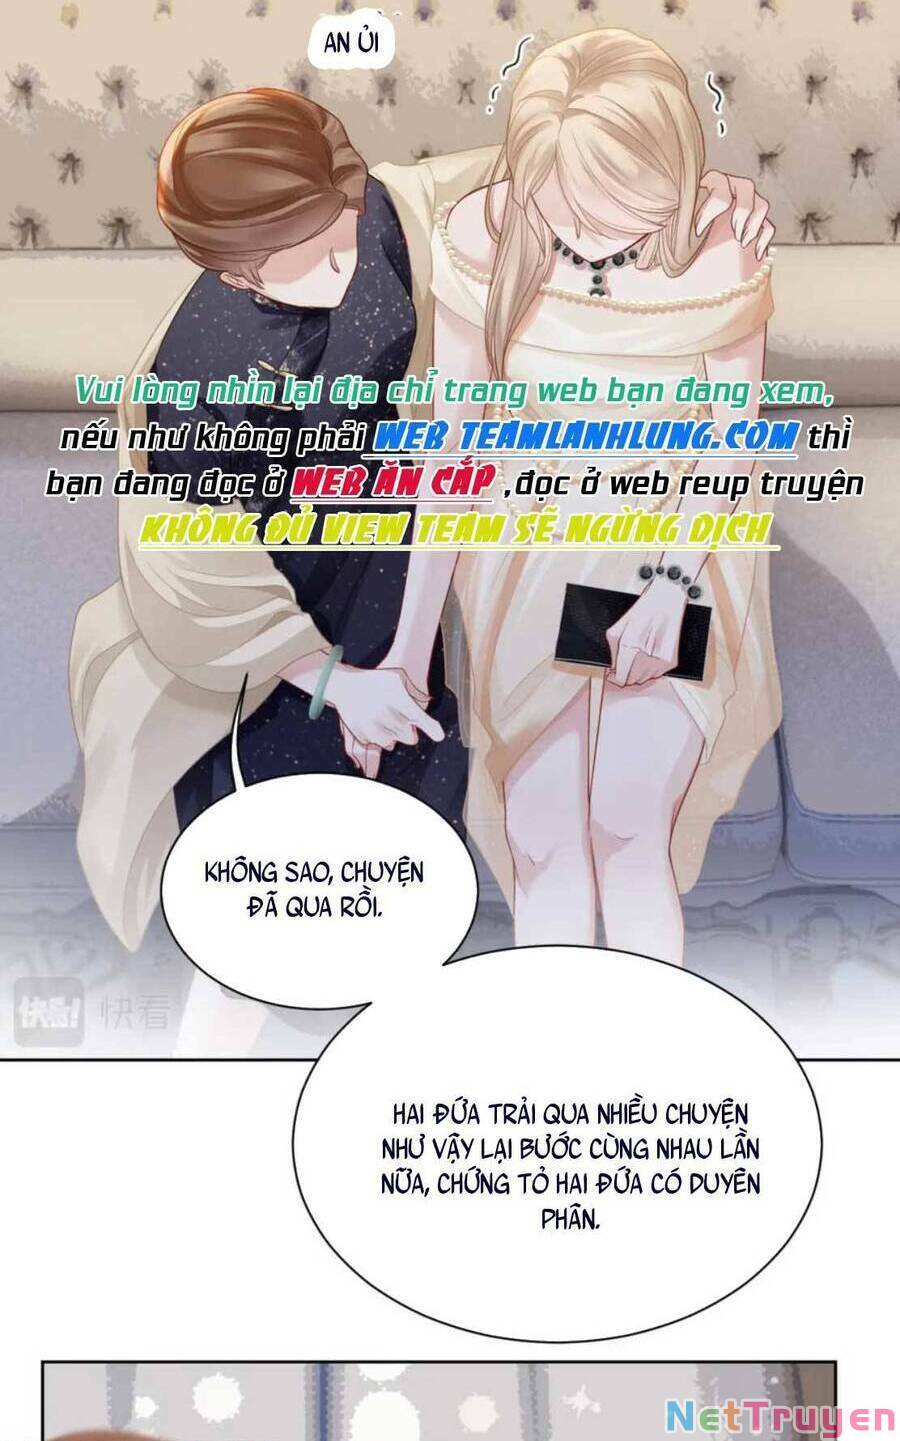 AN ỦI
Vui lòng nhìn lại địa chỉ trang web bạn đang xem,
nếu như không phải WEB TEAMLANHLUNG.COM thì
bạn đang đọc ở WEB ĂN CẮP ,đọc ở web reup truyện
KHÔNG ĐỦ VIEW TEAM SẼ NGỪNG DỊCH
KHÔNG SAO, CHUYỆN
ĐÃ QUA RỒI.
快看! 快看
HAI ĐỨA TRẢI QUA NHIỀU CHUYỆN
NHƯ VẬY LẠI BƯỚC CÙNG NHAU LẦN
NỮA, CHỨNG TỎ HAI ĐỨA CÓ DUYÊN
PHẬN.
NetTruyen